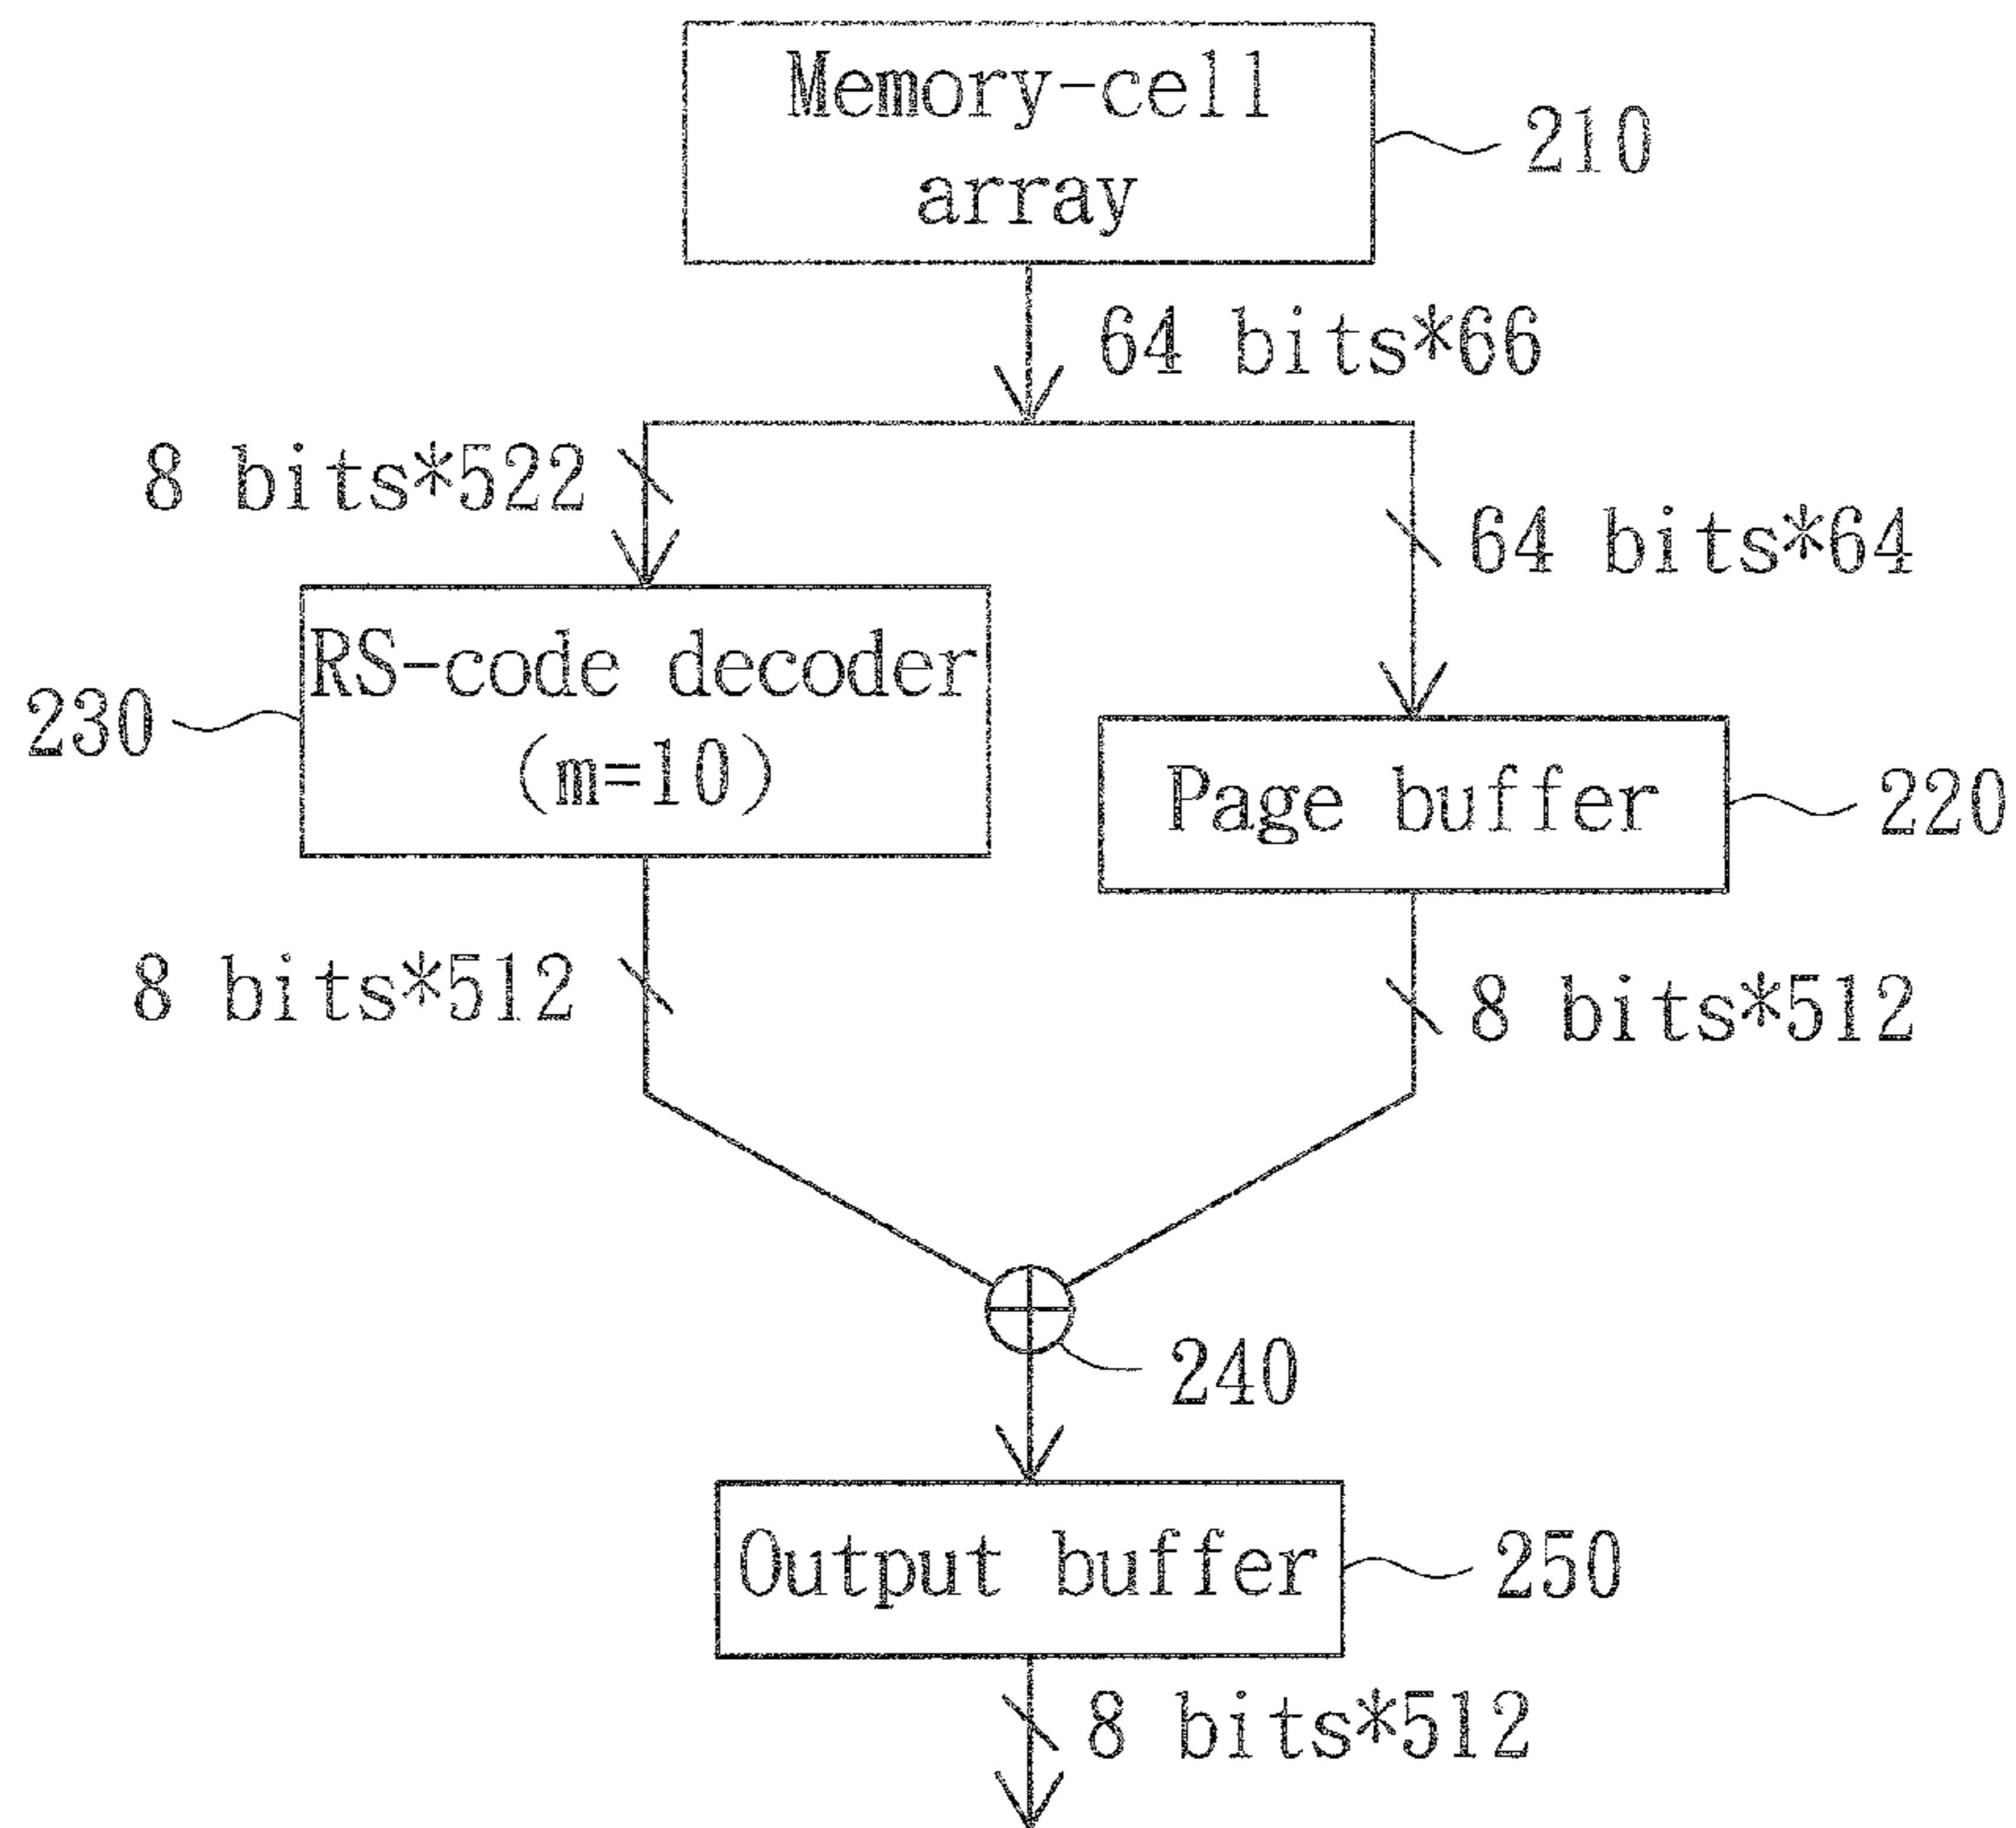 Memory-cell
array
210
64 bits*66
8 bits*522
64 bits*64
RS-code decoder
(m=10)
230
Page buffer
220
8 bits*512
8 bits*512
240
Output buffer
250
8 bits*512